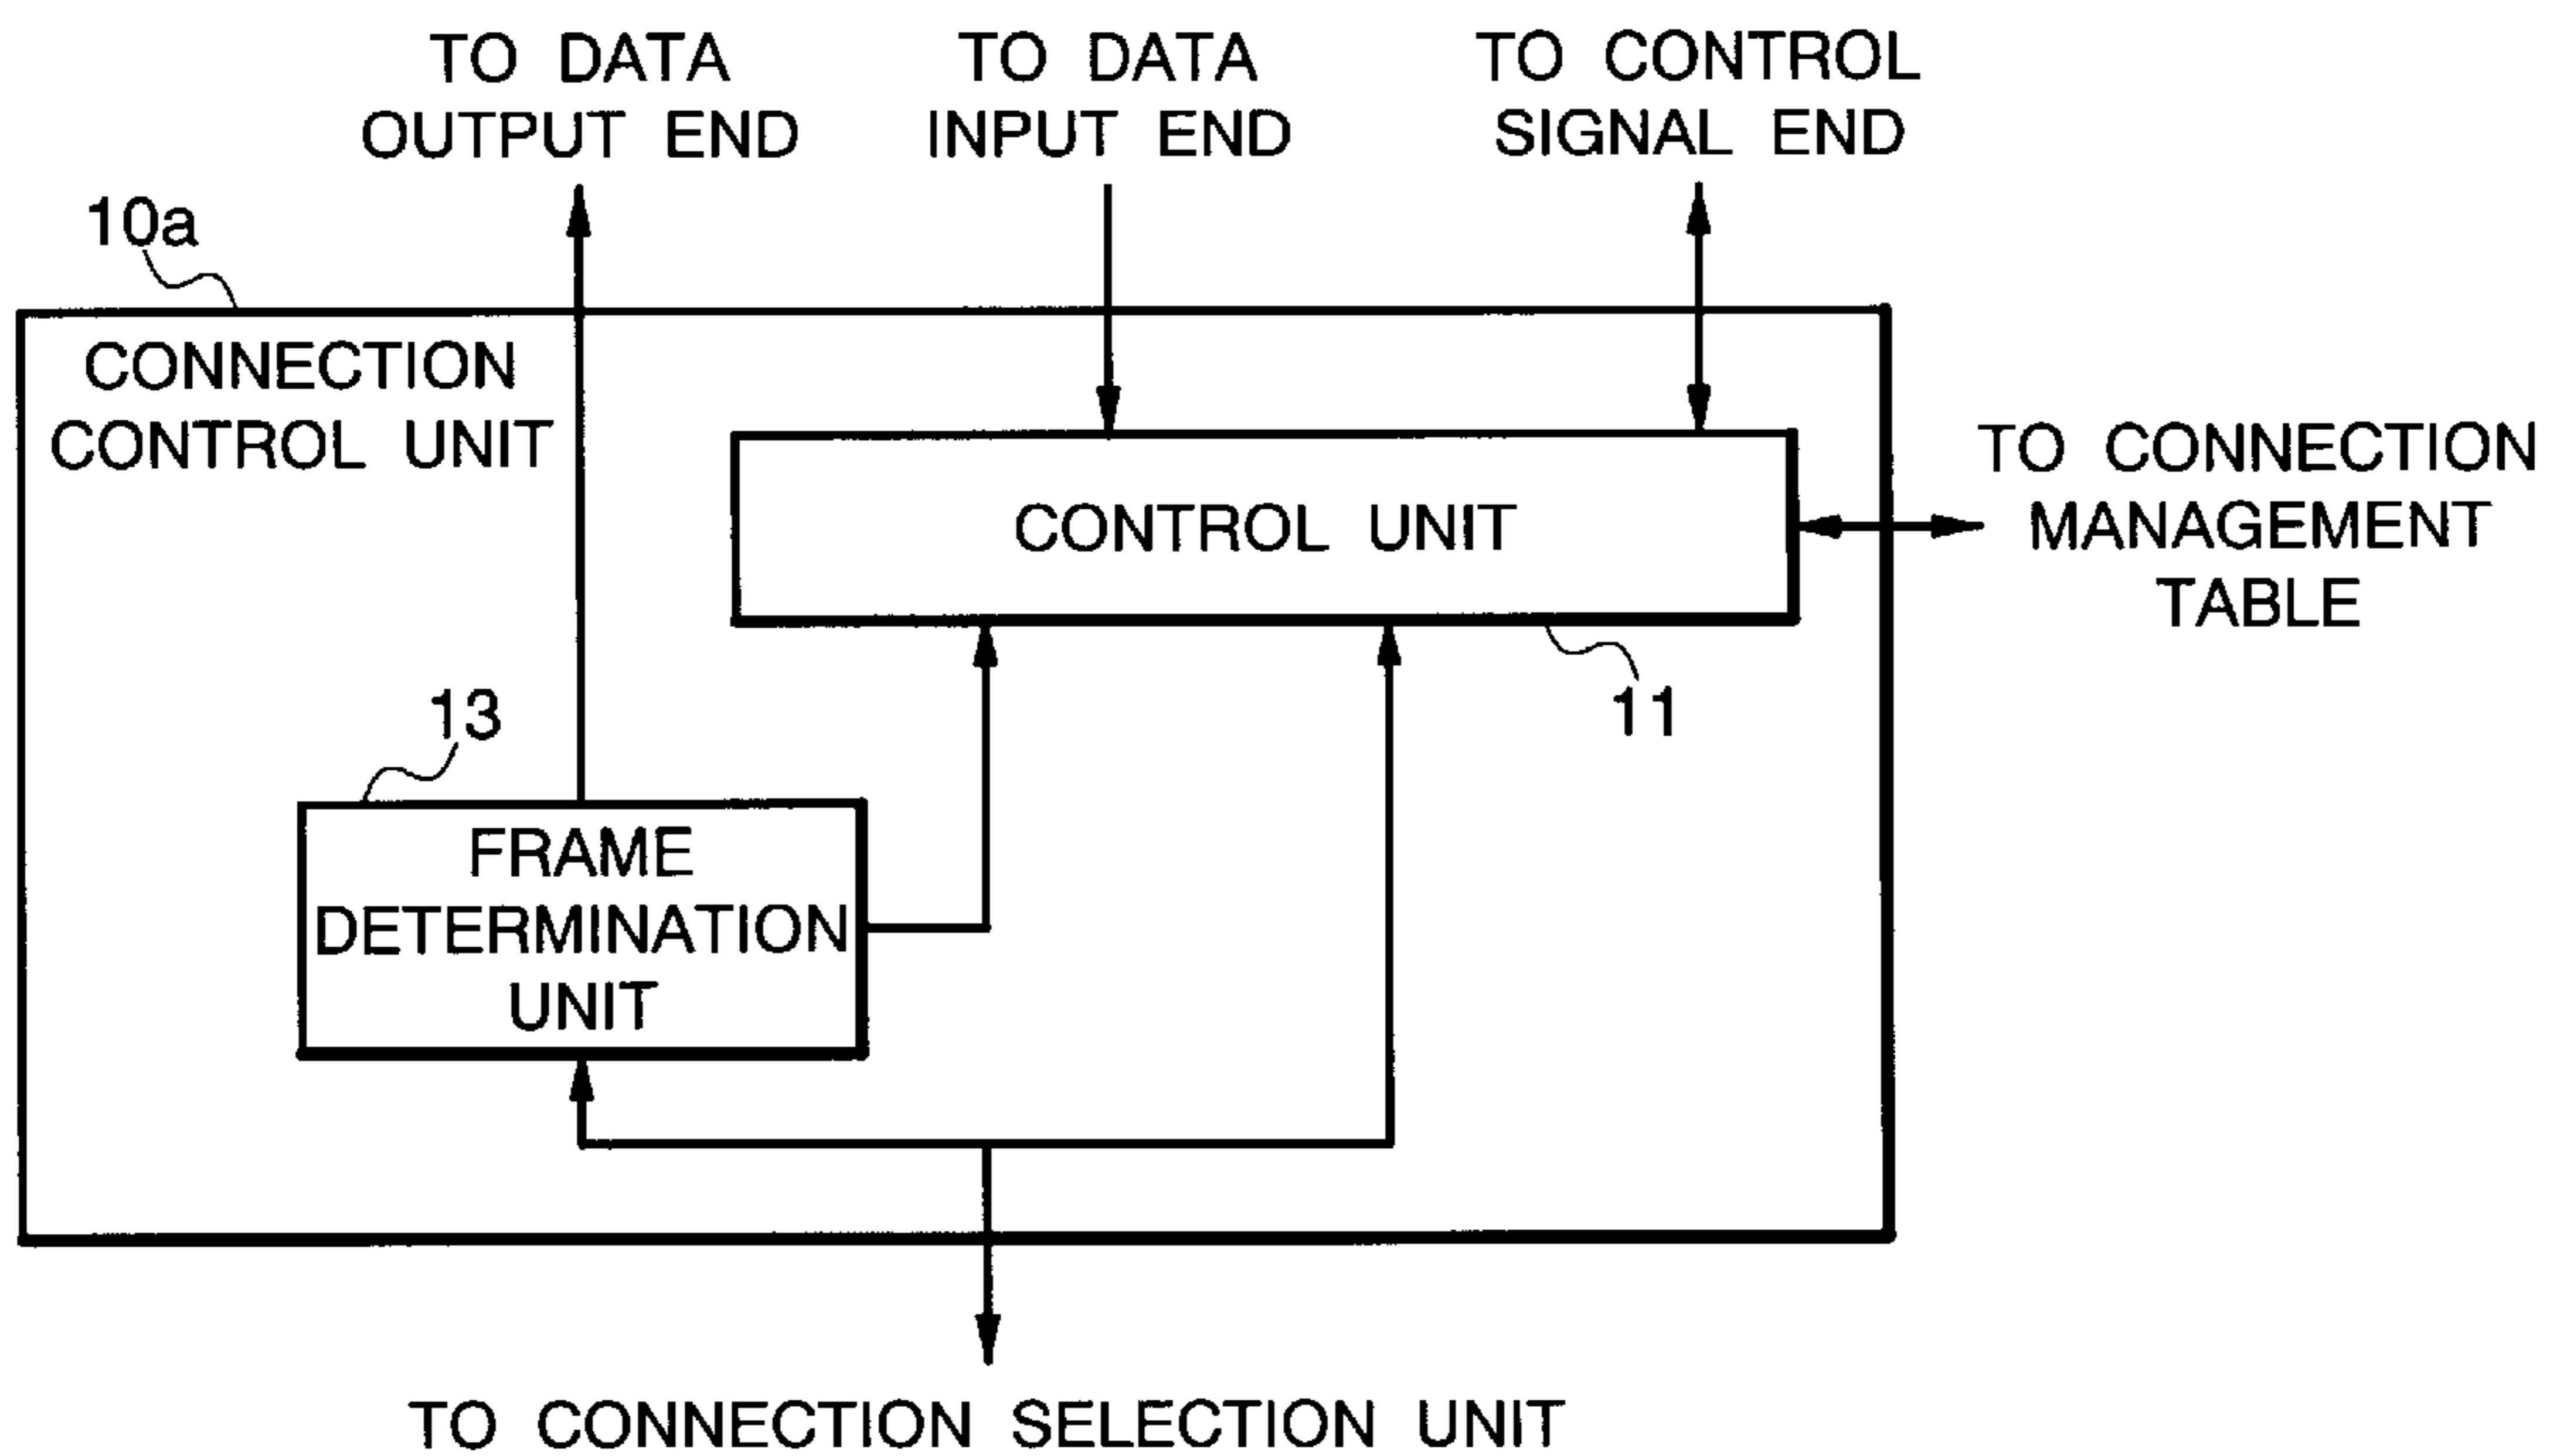 TO DATA
OUTPUT END
TO DATA
INPUT END
TO CONTROL
SIGNAL END
10a
CONNECTION
CONTROL UNIT
CONTROL UNIT
TO CONNECTION
MANAGEMENT
TABLE
11
13
FRAME
DETERMINATION
UNIT
TO CONNECTION SELECTION UNIT